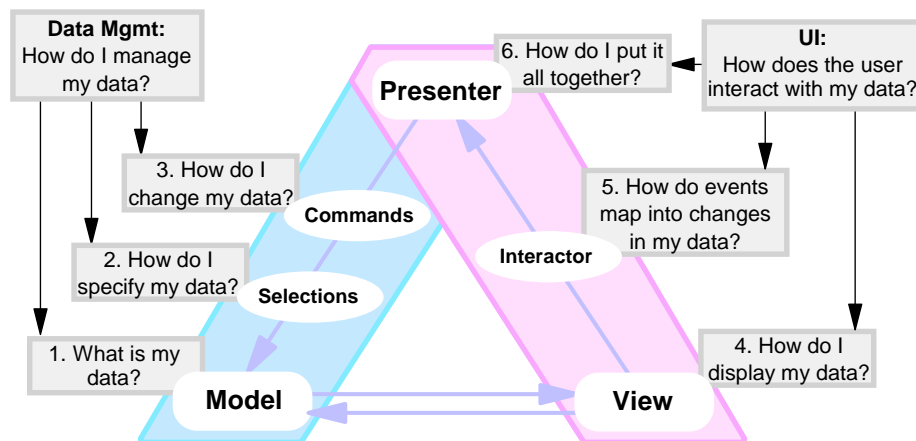 Data Mgmt:
How do I manage
my data?
6. How do I put it
all together?
UI:
How does the user
interact with my data?
Presenter
3. How do I
change my data?
Commands
5. How do events
map into changes
in my data?
2. How do I
specify my data?
Selections
Interactor
1. What is my
data?
4. How do I
display my data?
Model
View